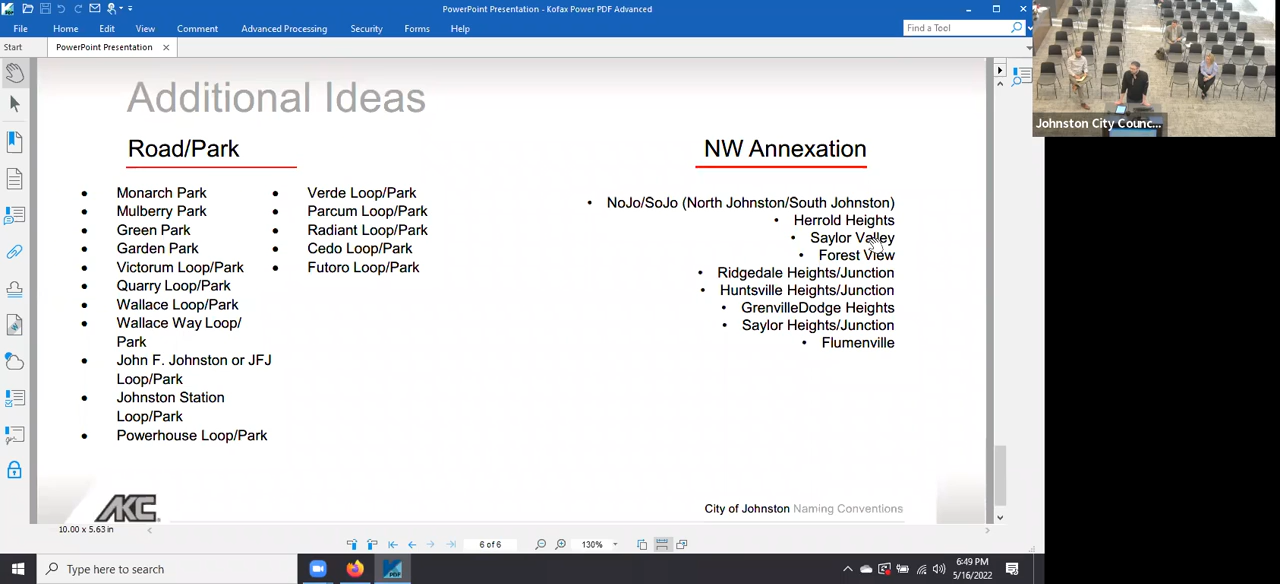 PowerPoint Presentation - Kofax Power PDF Advanced
File
Home
Edit
View
Comment
Advanced Processing
Security
Forms
Help
Find a Tool
Start
PowerPoint Presentation
Johnston City Counc...
Additional Ideas
Road/Park
• Monarch Park
• Mulberry Park
• Green Park
• Garden Park
• Victorum Loop/Park
• Quarry Loop/Park
• Wallace Loop/Park
• Wallace Way Loop/
Park
• John F. Johnston or JFJ
Loop/Park
• Johnston Station
Loop/Park
• Powerhouse Loop/Park
• Verde Loop/Park
• Parcum Loop/Park
• Radiant Loop/Park
• Cedo Loop/Park
• Futoro Loop/Park
NW Annexation
• NoJo/SoJo (North Johnston/South Johnston)
• Herrold Heights
• Saylor Valley
• Forest View
• Ridgedale Heights/Junction
• Huntsville Heights/Junction
• GrenvilleDodge Heights
• Saylor Heights/Junction
• Flumenville
AKC
City of Johnston Naming Conventions
10.00 x 5.63 in
6 of 6
130%
Type here to search
PDF
6:49 PM
5/16/2022